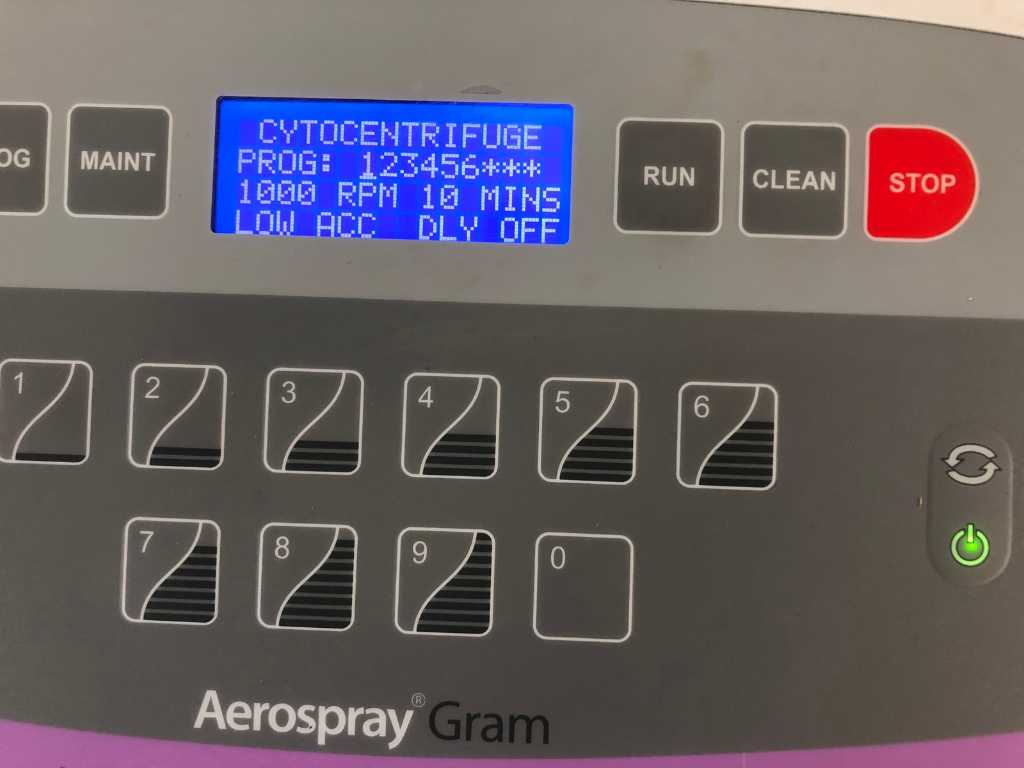 OG
MAINT
CYTOCENTRIFUGE
PROG: 123456***
1000 RPM 10 MINS
LOW ACC DLY OFF
RUN
CLEAN
STOP
1
2
3
4
5
6
7
8
9
0
Aerospray® Gram